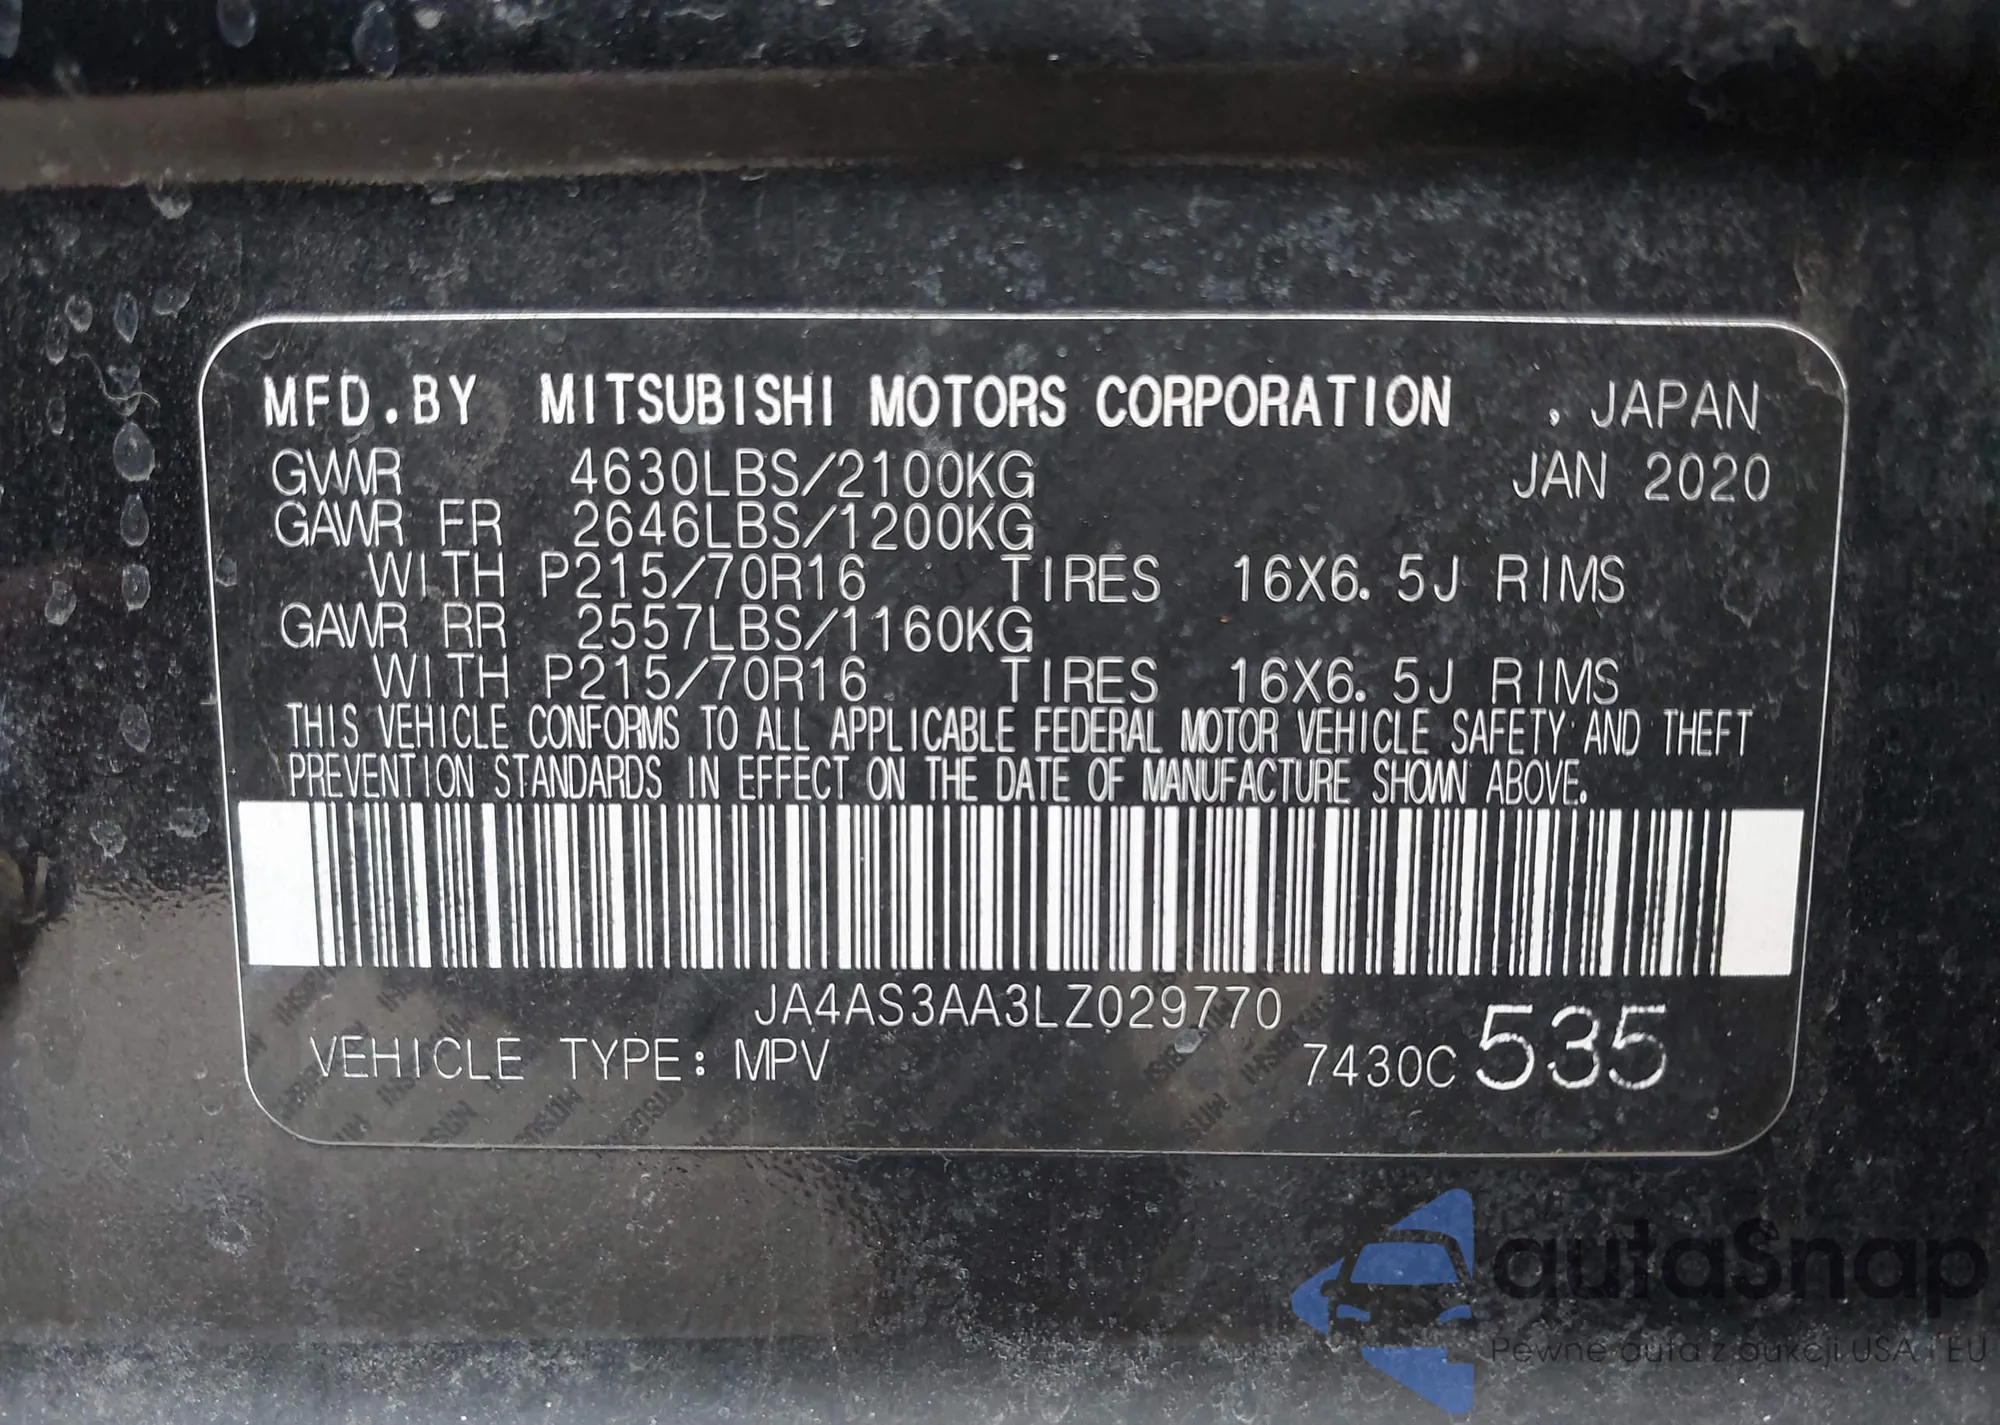 MFD.BY MITSUBISHI MOTORS CORPORATION , JAPAN
GVWR 4630LBS/2100KG JAN 2020
GAWR FR 2646LBS/1200KG
WITH P215/70R16 TIRES 16X6.5J RIMS
GAWR RR 2557LBS/1160KG
WITH P215/70R16 TIRES 16X6.5J RIMS
THIS VEHICLE CONFORMS TO ALL APPLICABLE FEDERAL MOTOR VEHICLE SAFETY AND THEFT
PREVENTION STANDARDS IN EFFECT ON THE DATE OF MANUFACTURE SHOWN ABOVE.
JA4AS3AA3LZ029770
VEHICLE TYPE: MPV 7430C 535
autaSnap
Pewne auta z aukcji USA i EU